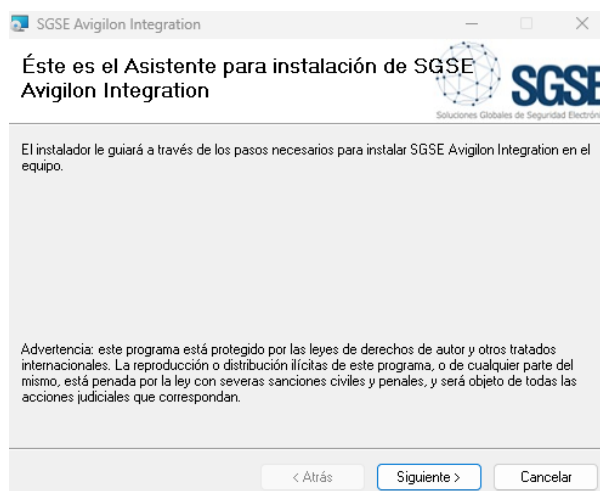 SGSE Avigilon Integration
Éste es el Asistente para instalación de SGSE
Avigilon Integration
SGSE
Soluciones Globales de Seguridad Electrón
El instalador le guiará a través de los pasos necesarios para instalar SGSE Avigilon Integration en el
equipo.
Advertencia: este programa está protegido por las leyes de derechos de autor y otros tratados
internacionales. La reproducción o distribución ilícitas de este programa, o de cualquier parte del
mismo, está penada por la ley con severas sanciones civiles y penales, y será objeto de todas las
acciones judiciales que correspondan.
< Atrás
Siguiente >
Cancelar